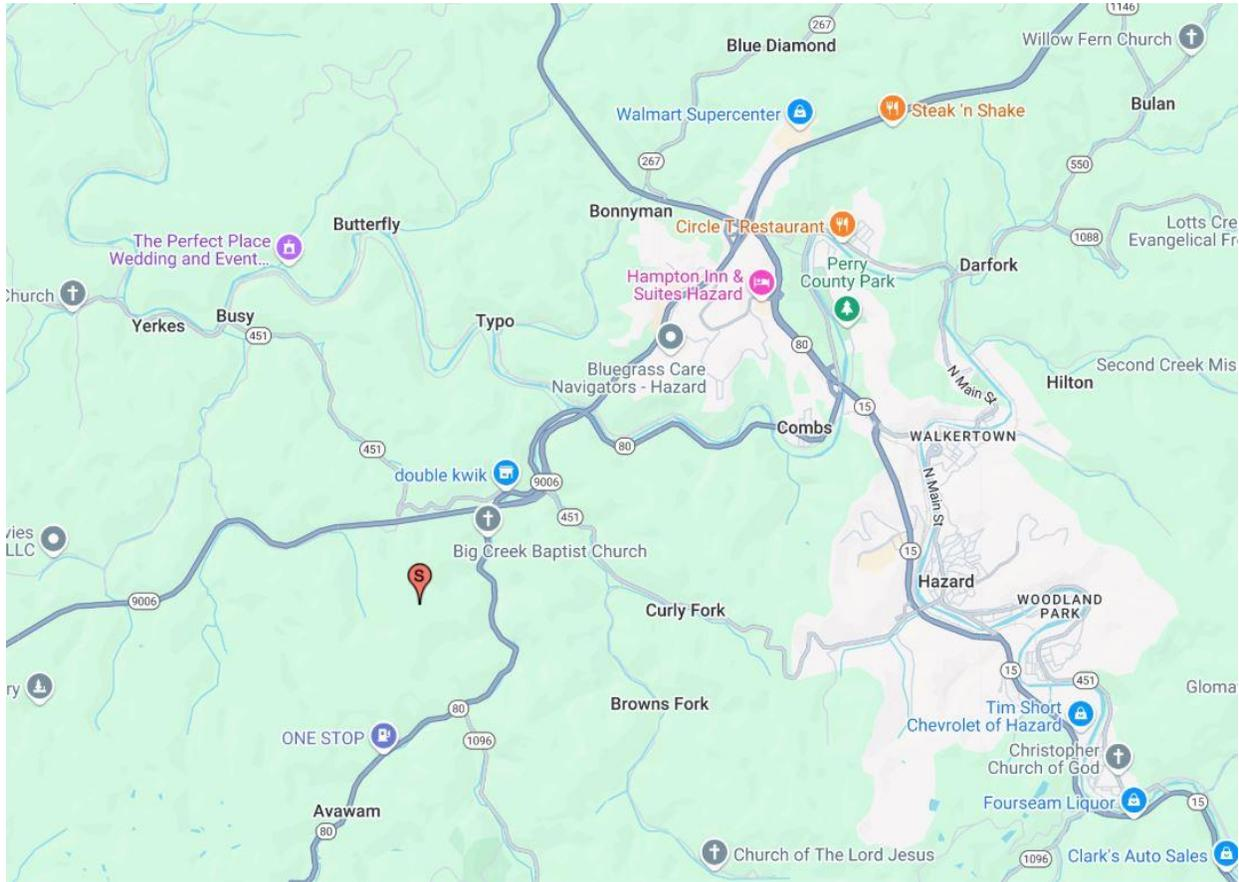 1146
267
Blue Diamond
Willow Fern Church
Walmart Supercenter
Steak 'n Shake
Bulan
267
550
Bonnyman
Butterfly
Circle T Restaurant
Lotts Cre
Evangelical Fr
1088
The Perfect Place
Wedding and Event...
Perry
County Park
Darfork
Hampton Inn &
Suites Hazard
Church
Yerkes
Busy
451
Typo
80
Bluegrass Care
Navigators - Hazard
Second Creek Mis
Hilton
N Main St
15
Combs
WALKERTOWN
80
451
double kwik
9006
N Main St
451
vies
LLC
Big Creek Baptist Church
15
S
Hazard
9006
Curly Fork
WOODLAND
PARK
15
451
ry
Gloma
Browns Fork
80
Tim Short
Chevrolet of Hazard
ONE STOP
1096
Christopher
Church of God
Avawam
80
Fourseam Liquor
15
Church of The Lord Jesus
1096
Clark's Auto Sales